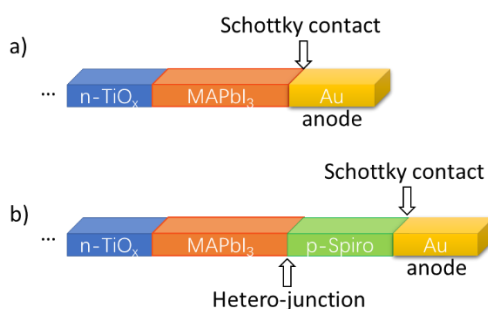 Schottky contact
a)
... n-TiOₓ MAPbI₃ Au
anode
Schottky contact
b)
... n-TiOₓ MAPbI₃ p-Spiro Au
anode
Hetero-junction